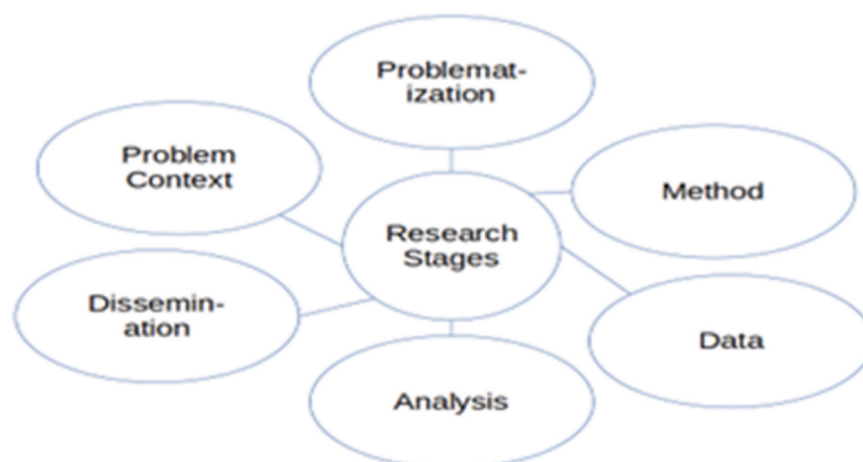 Problemat-
ization
Problem
Context
Method
Research
Stages
Dissemin-
ation
Data
Analysis